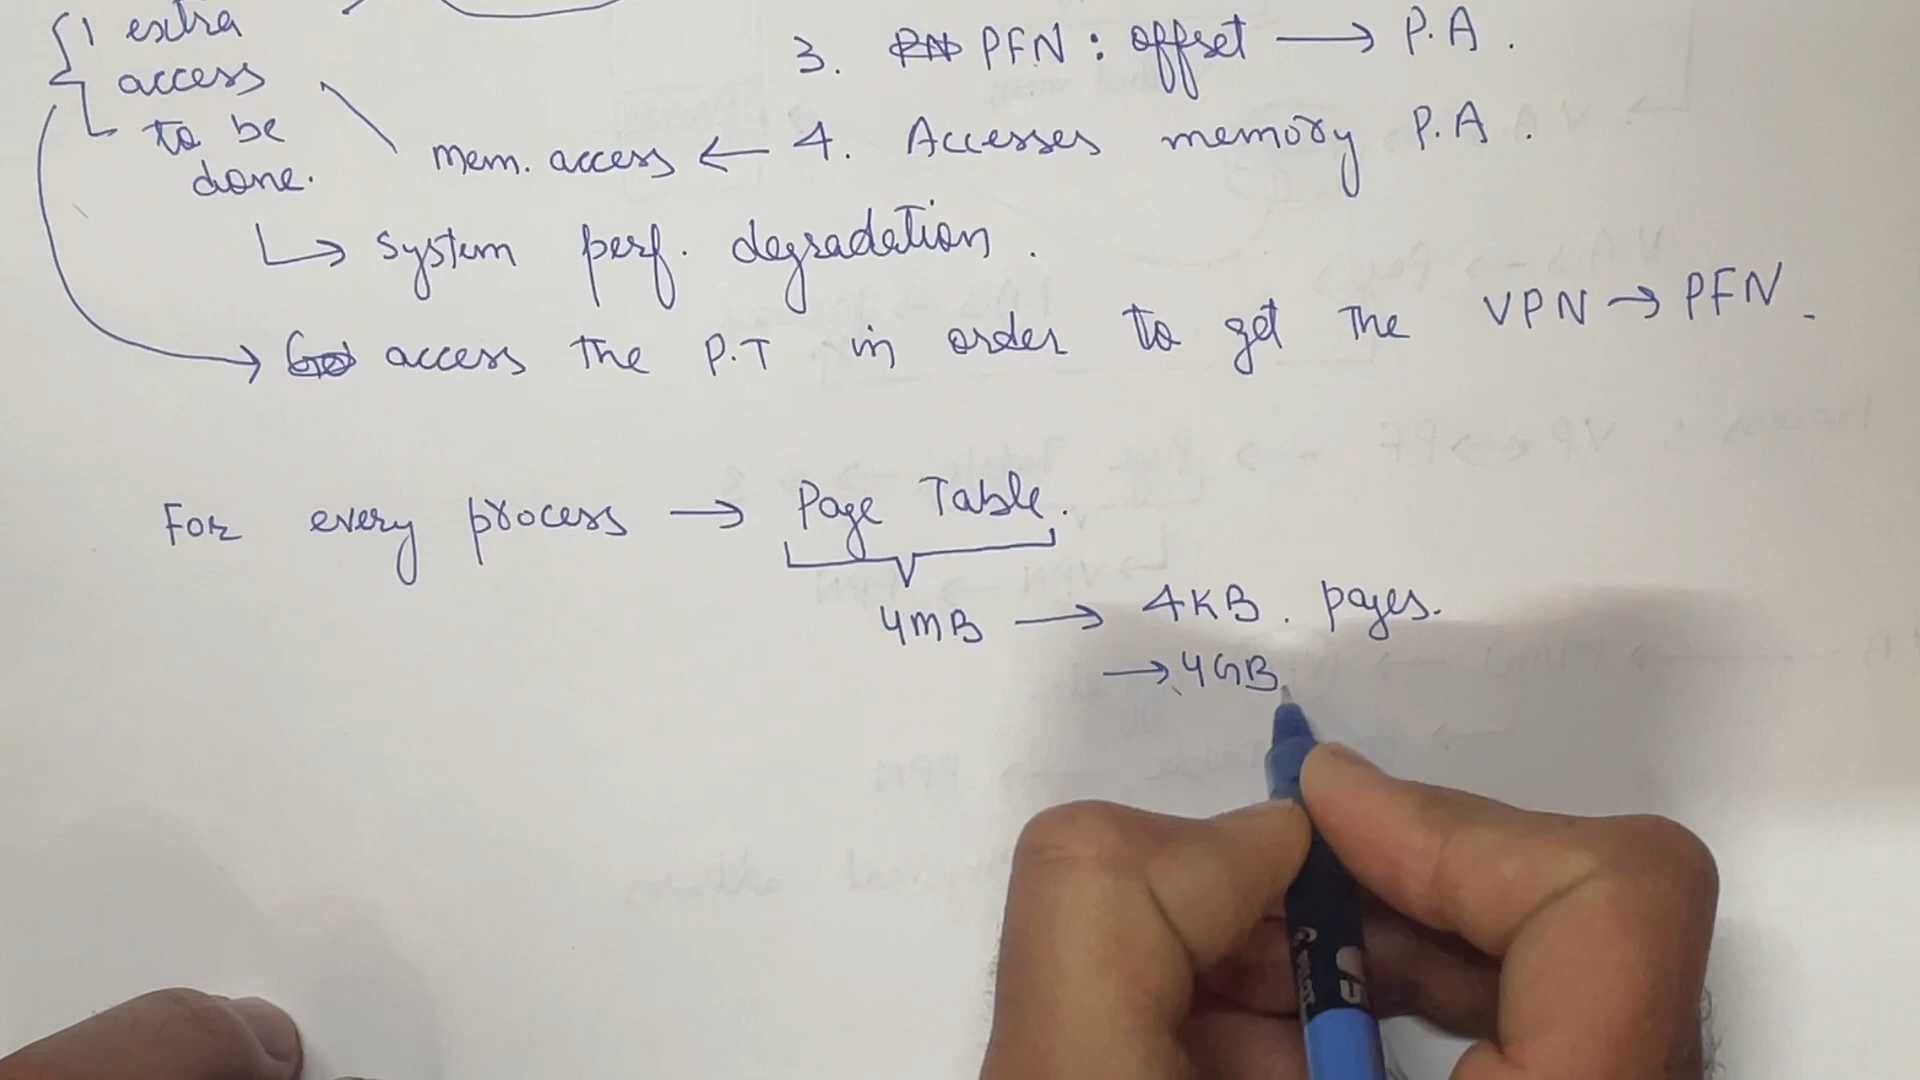 1 extra
access
to be
done.
3. PFN : offset → P.A.
mem. access ← 4. Accesses memory P.A.
↳ system perf. degradation.
→ access the P.T in order to get the VPN → PFN.
For every process → Page Table.
4MB → 4KB. pages.
→ 4GB